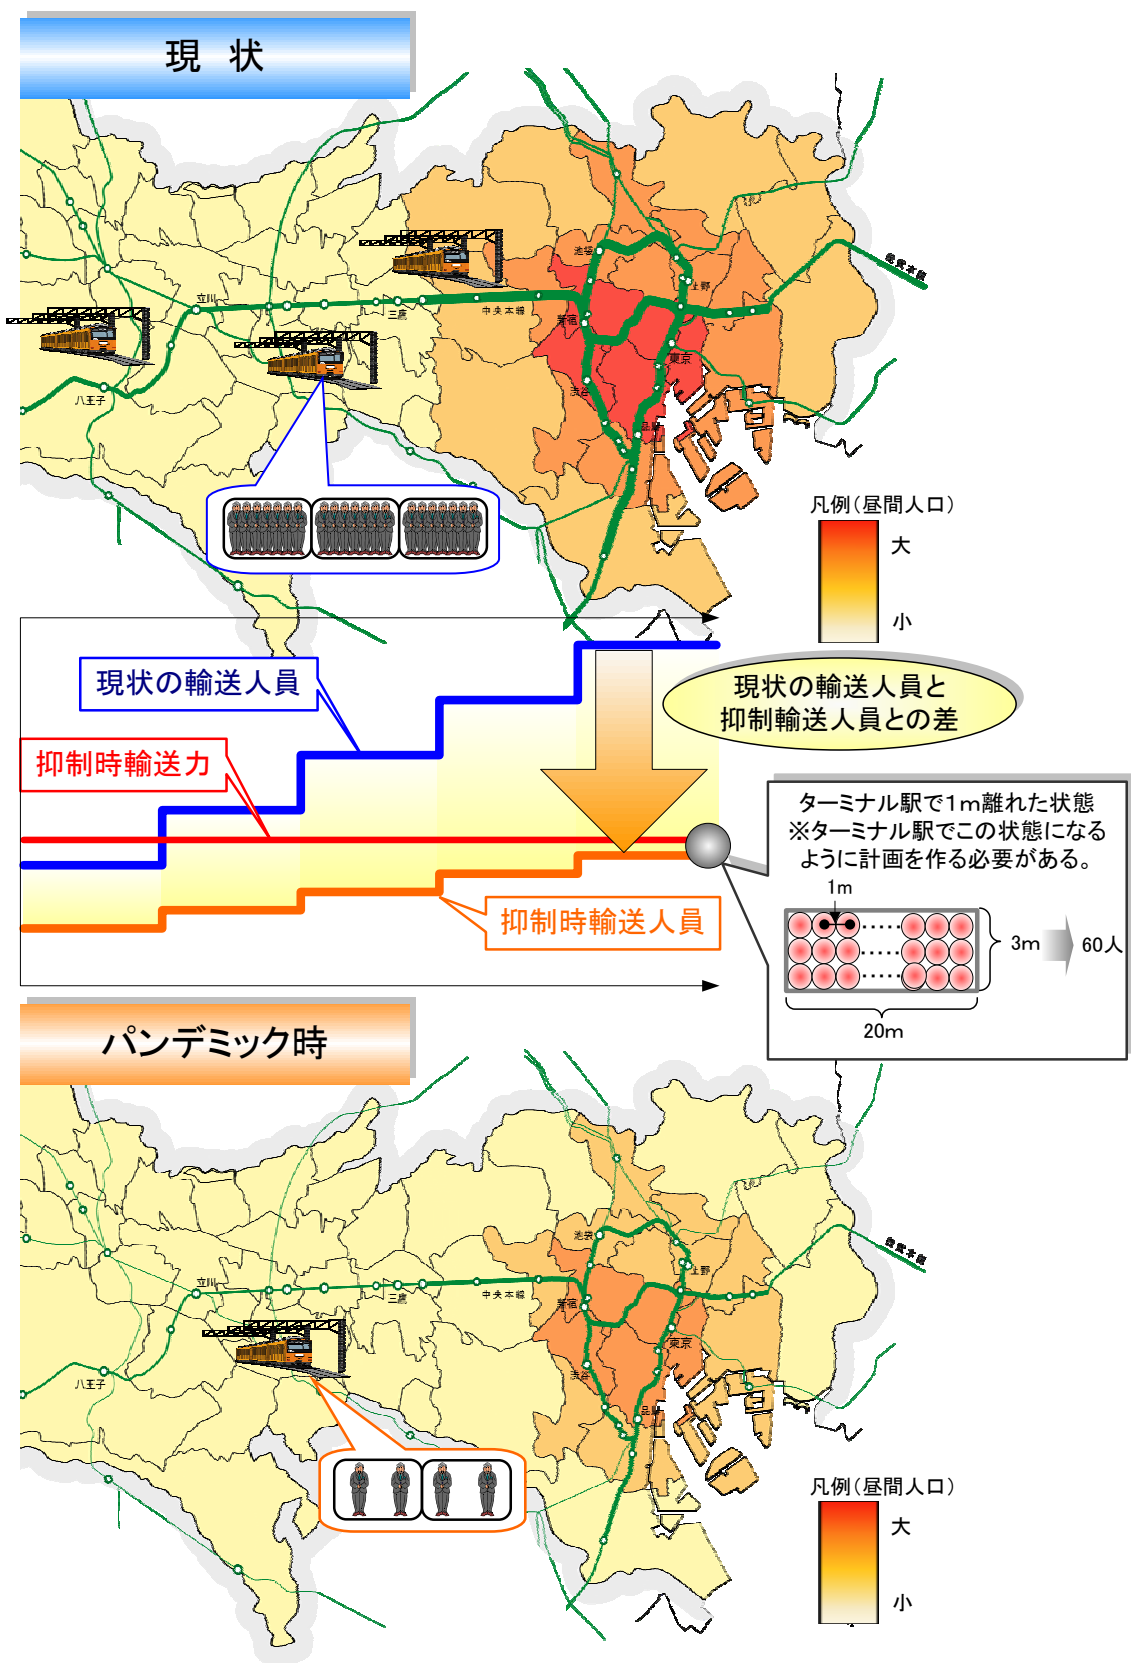 現 状
池袋
上野
総武本線
立川
三鷹
中央本線
新宿
東京
渋谷
八王子
品川
凡例(昼間人口)
大
小
現状の輸送人員
現状の輸送人員と
抑制輸送人員との差
抑制時輸送力
ターミナル駅で1m離れた状態
※ターミナル駅でこの状態になる
ように計画を作る必要がある。
1m
抑制時輸送人員
3m
60人
20m
パンデミック時
池袋
上野
総武本線
立川
三鷹
中央本線
新宿
東京
渋谷
八王子
品川
凡例(昼間人口)
大
小